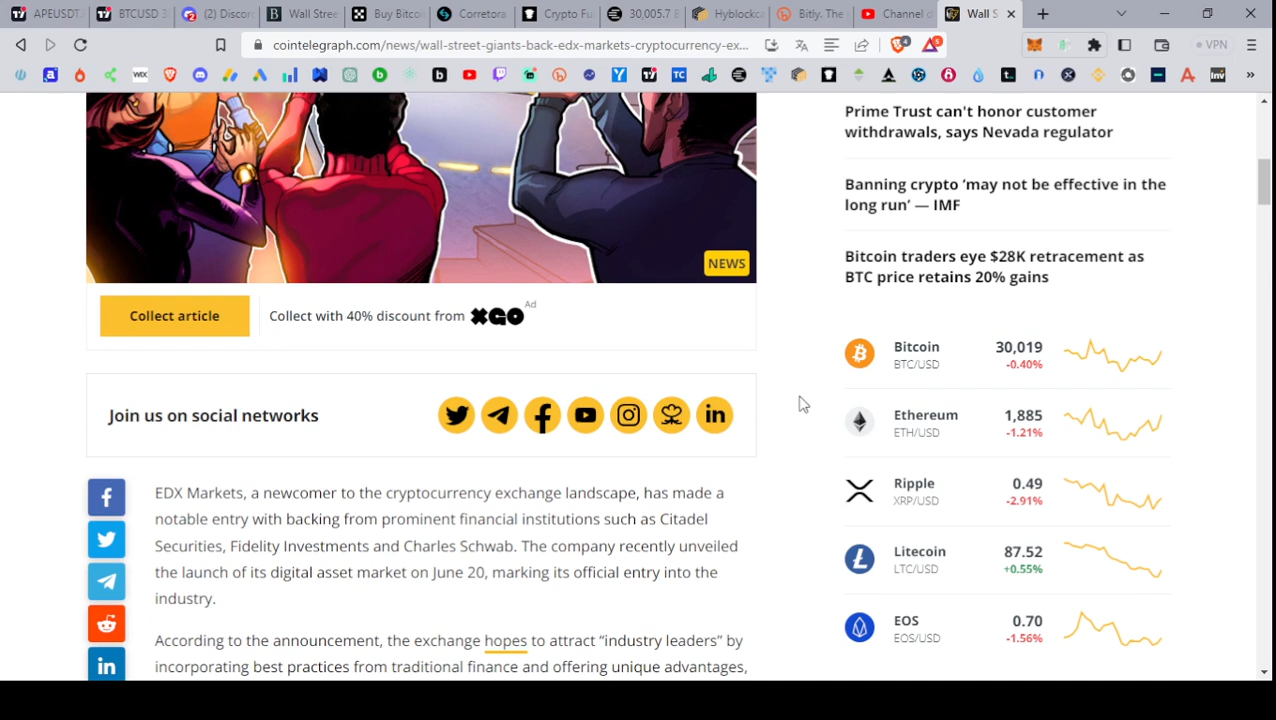 APEUSDT.
BTCUSD 3
(2) Discor
Wall Stree
Buy Bitco
Corretora
Crypto Fu
30,005.7 B
Hyblockca
Bitly. The
Channel d
Wall S
cointelegraph.com/news/wall-street-giants-back-edx-markets-cryptocurrency-ex...
4
3
VPN
WIX
TC
Inv
NEWS
Collect article
Collect with 40% discount from XGO
Ad
Join us on social networks
EDX Markets, a newcomer to the cryptocurrency exchange landscape, has made a
notable entry with backing from prominent financial institutions such as Citadel
Securities, Fidelity Investments and Charles Schwab. The company recently unveiled
the launch of its digital asset market on June 20, marking its official entry into the
industry.
According to the announcement, the exchange hopes to attract “industry leaders” by
incorporating best practices from traditional finance and offering unique advantages,
Prime Trust can't honor customer
withdrawals, says Nevada regulator
Banning crypto ‘may not be effective in the
long run’ — IMF
Bitcoin traders eye $28K retracement as
BTC price retains 20% gains
Bitcoin 30,019
BTC/USD -0.40%
Ethereum 1,885
ETH/USD -1.21%
Ripple 0.49
XRP/USD -2.91%
Litecoin 87.52
LTC/USD +0.55%
EOS 0.70
EOS/USD -1.56%